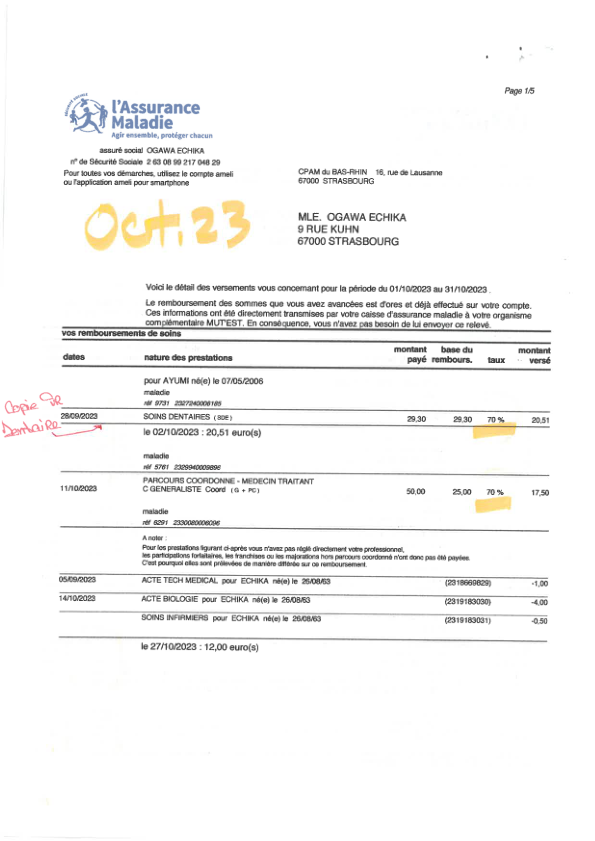 Page 1/5
l'Assurance
Maladie
Agir ensemble, protéger chacun
assuré social OGAWA ECHIKA
n° de Sécurité Sociale 2 63 08 99 217 048 29
Pour toutes vos démarches, utilisez le compte ameli
ou l'application ameli pour smartphone
CPAM du BAS-RHIN 16, rue de Lausanne
67000 STRASBOURG
Oct. 23
MLE. OGAWA ECHIKA
9 RUE KUHN
67000 STRASBOURG
Voici le détail des versements vous concernant pour la période du 01/10/2023 au 31/10/2023 .
Le remboursement des sommes que vous avez avancées est d'ores et déjà effectué sur votre compte.
Ces informations ont été directement transmises par votre caisse d'assurance maladie à votre organisme
complémentaire MUT'EST. En conséquence, vous n'avez pas besoin de lui envoyer ce relevé.
vos remboursements de soins
dates nature des prestations montant payé base du rembours. taux montant versé
pour AYUMI né(e) le 07/05/2006
maladie
réf 9731 2327240008185
Copie
Dentaire
28/09/2023 SOINS DENTAIRES (SDE) 29,30 29,30 70 % 20,51
le 02/10/2023 : 20,51 euro(s)
maladie
réf 5761 2329940009896
PARCOURS COORDONNE - MEDECIN TRAITANT
11/10/2023 C GENERALISTE Coord (G + PC) 50,00 25,00 70 % 17,50
maladie
réf 6291 2330080006096
A noter :
Pour les prestations figurant ci-après vous n'avez pas réglé directement votre professionnel,
les participations forfaitaires, les franchises ou les majorations hors parcours coordonné n'ont donc pas été payées.
C'est pourquoi elles sont prélevées de manière différée sur ce remboursement.
05/09/2023 ACTE TECH MEDICAL pour ECHIKA né(e) le 26/08/63 (2318669829) -1,00
14/10/2023 ACTE BIOLOGIE pour ECHIKA né(e) le 26/08/63 (2319183030) -4,00
SOINS INFIRMIERS pour ECHIKA né(e) le 26/08/63 (2319183031) -0,50
le 27/10/2023 : 12,00 euro(s)